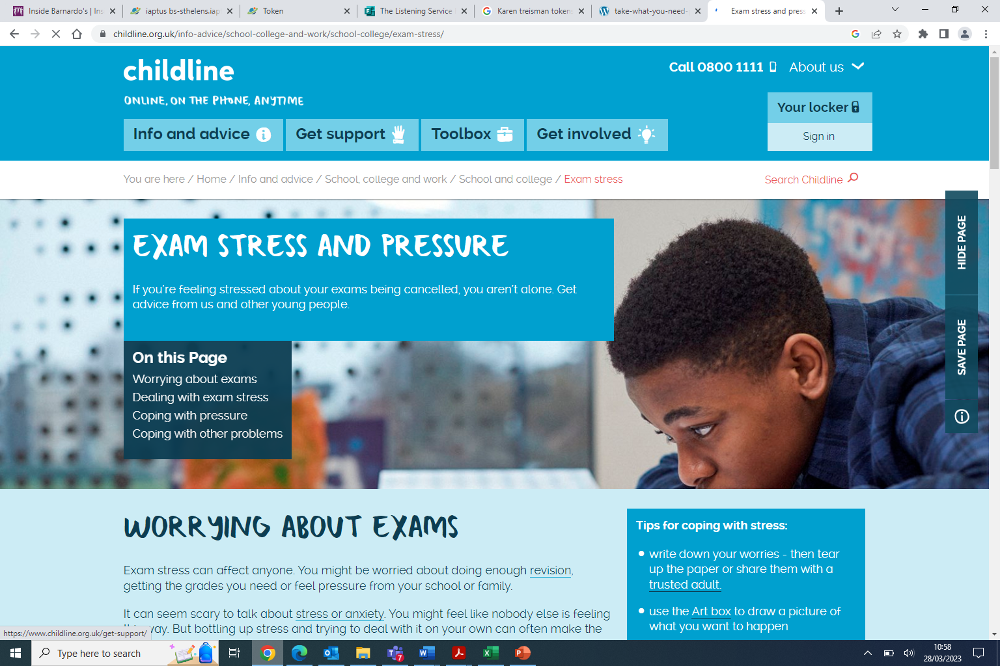 Inside Barnardo's | Ins
iaptus bs-sthelens.iap
Token
The Listening Service
Karen treisman tokens
take-what-you-need-
Exam stress and press
childline.org.uk/info-advice/school-college-and-work/school-college/exam-stress/
childline
ONLINE, ON THE PHONE, ANYTIME
Call 0800 1111
About us
Your locker
Sign in
Info and advice
Get support
Toolbox
Get involved
You are here / Home / Info and advice / School, college and work / School and college / Exam stress
Search Childline
HIDE PAGE
SAVE PAGE
EXAM STRESS AND PRESSURE
If you're feeling stressed about your exams being cancelled, you aren't alone. Get
advice from us and other young people.
On this Page
Worrying about exams
Dealing with exam stress
Coping with pressure
Coping with other problems
WORRYING ABOUT EXAMS
Exam stress can affect anyone. You might be worried about doing enough revision,
getting the grades you need or feel pressure from your school or family.
It can seem scary to talk about stress or anxiety. You might feel like nobody else is feeling
way. But bottling up stress and trying to deal with it on your own can often make the
Tips for coping with stress:
write down your worries - then tear
up the paper or share them with a
trusted adult.
use the Art box to draw a picture of
what you want to happen
https://www.childline.org.uk/get-support/
Type here to search
7
10:58
28/03/2023